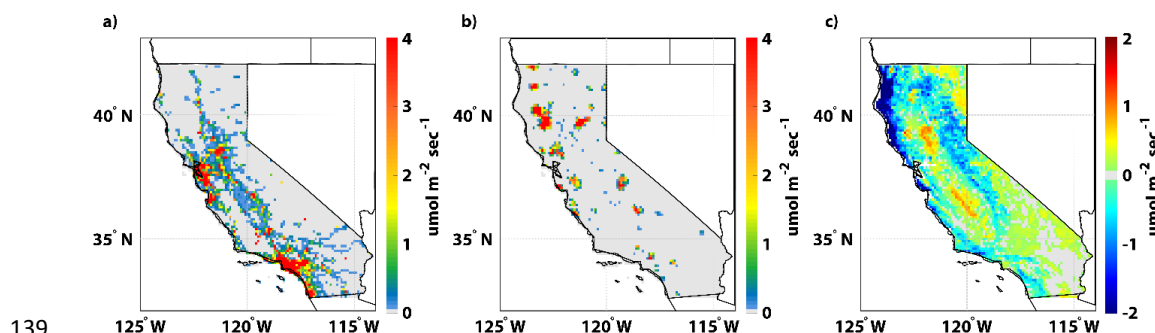 a) b) c)
4 4 2
40° N 40° N 40° N
3 3 1
umol m⁻² sec⁻¹ umol m⁻² sec⁻¹ umol m⁻² sec⁻¹
2 2 0
35° N 35° N 35° N
1 1 -1
0 0 -2
125°W 120°W 115°W 125°W 120°W 115°W 125°W 120°W 115°W
139